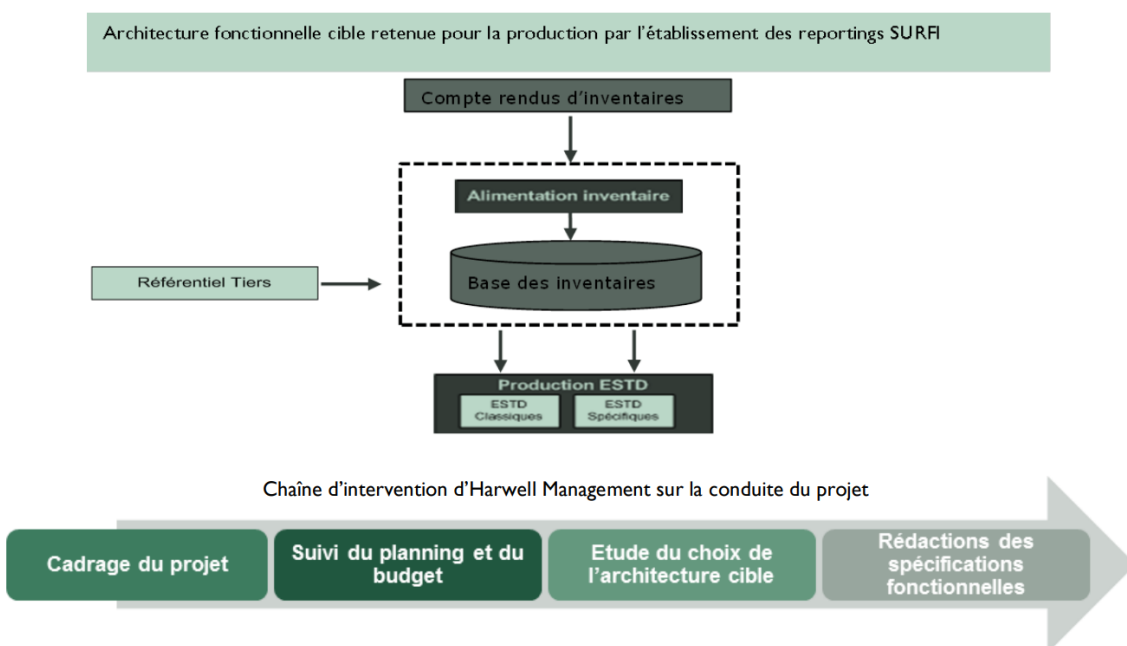 Architecture fonctionnelle cible retenue pour la production par l'établissement des reportings SURFI
Compte rendus d'inventaires
Alimentation inventaire
Référentiel Tiers
Base des inventaires
Production ESTD
ESTD
Classiques
ESTD
Spécifiques
Chaîne d'intervention d'Harwell Management sur la conduite du projet
Cadrage du projet
Suivi du planning et du
budget
Etude du choix de
l'architecture cible
Rédactions des
spécifications
fonctionnelles